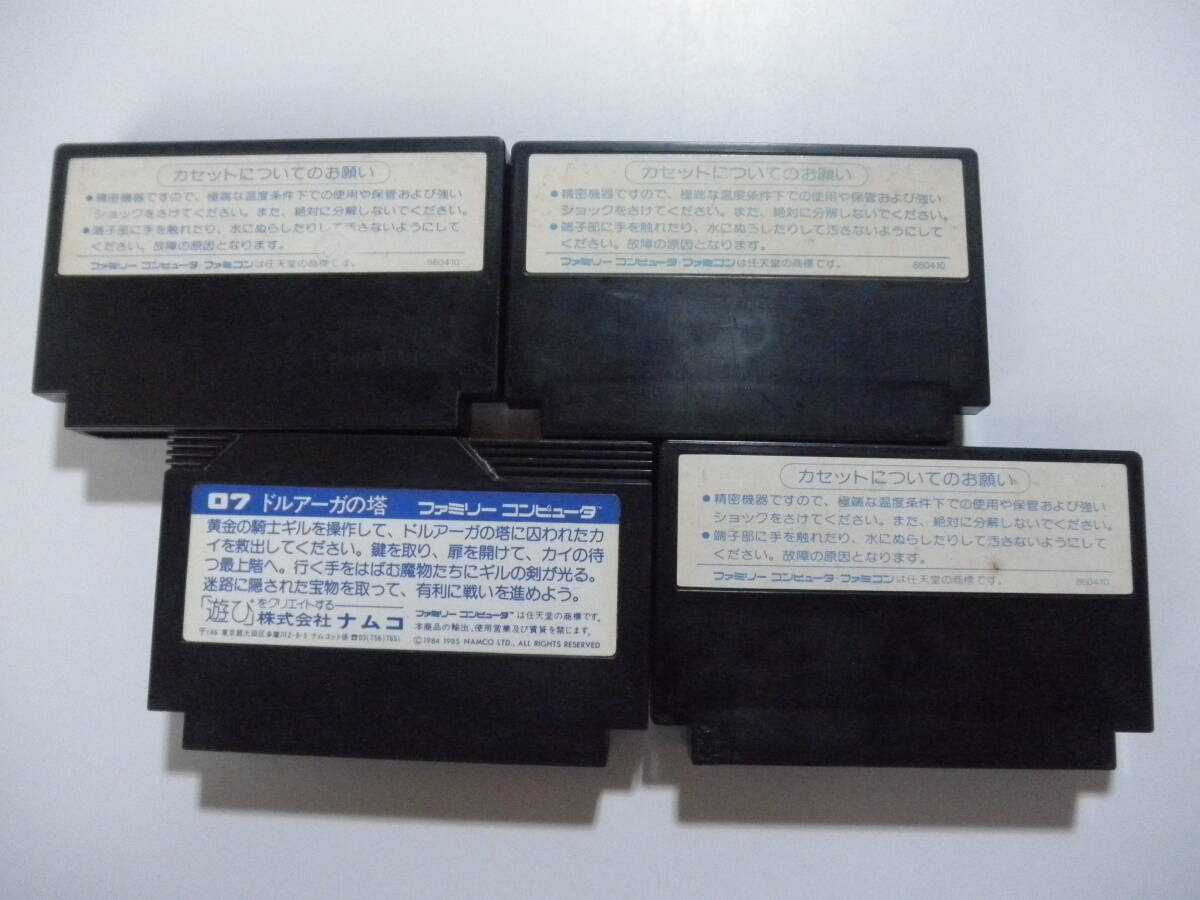 カセットについてのお願い
●精密機器ですので、極端な温度条件下での使用や保管および強い
ショックをさけてください。また、絶対に分解しないでください。
●端子部に手を触れたり、水にぬらしたりして汚さないようにして
ください。故障の原因となります。
ファミリー コンピュータ・ファミコンは任天堂の商標です。 860410
カセットについてのお願い
●精密機器ですので、極端な温度条件下での使用や保管および強い
ショックをさけてください。また、絶対に分解しないでください。
●端子部に手を触れたり、水にぬらしたりして汚さないようにして
ください。故障の原因となります。
ファミリー コンピュータ・ファミコンは任天堂の商標です。 860410
07 ドルアーガの塔 ファミリー コンピュータ™
黄金の騎士ギルを操作して、ドルアーガの塔に囚われたカ
イを救出してください。鍵を取り、扉を開けて、カイの待
つ最上階へ。行く手をはばむ魔物たちにギルの剣が光る。
迷路に隠された宝物を取って、有利に戦いを進めよう。
「遊び」をクリエイトする 株式会社 ナムコ
〒146 東京都大田区多摩川2-8-5 ナムコット係 ☎03(756)7651
ファミリー コンピュータ™は任天堂の商標です。
本商品の輸出、使用営業及び賃貸を禁じます。
©1984 1985 NAMCO LTD., ALL RIGHTS RESERVED
カセットについてのお願い
●精密機器ですので、極端な温度条件下での使用や保管および強い
ショックをさけてください。また、絶対に分解しないでください。
●端子部に手を触れたり、水にぬらしたりして汚さないようにして
ください。故障の原因となります。
ファミリー コンピュータ・ファミコンは任天堂の商標です。 860410